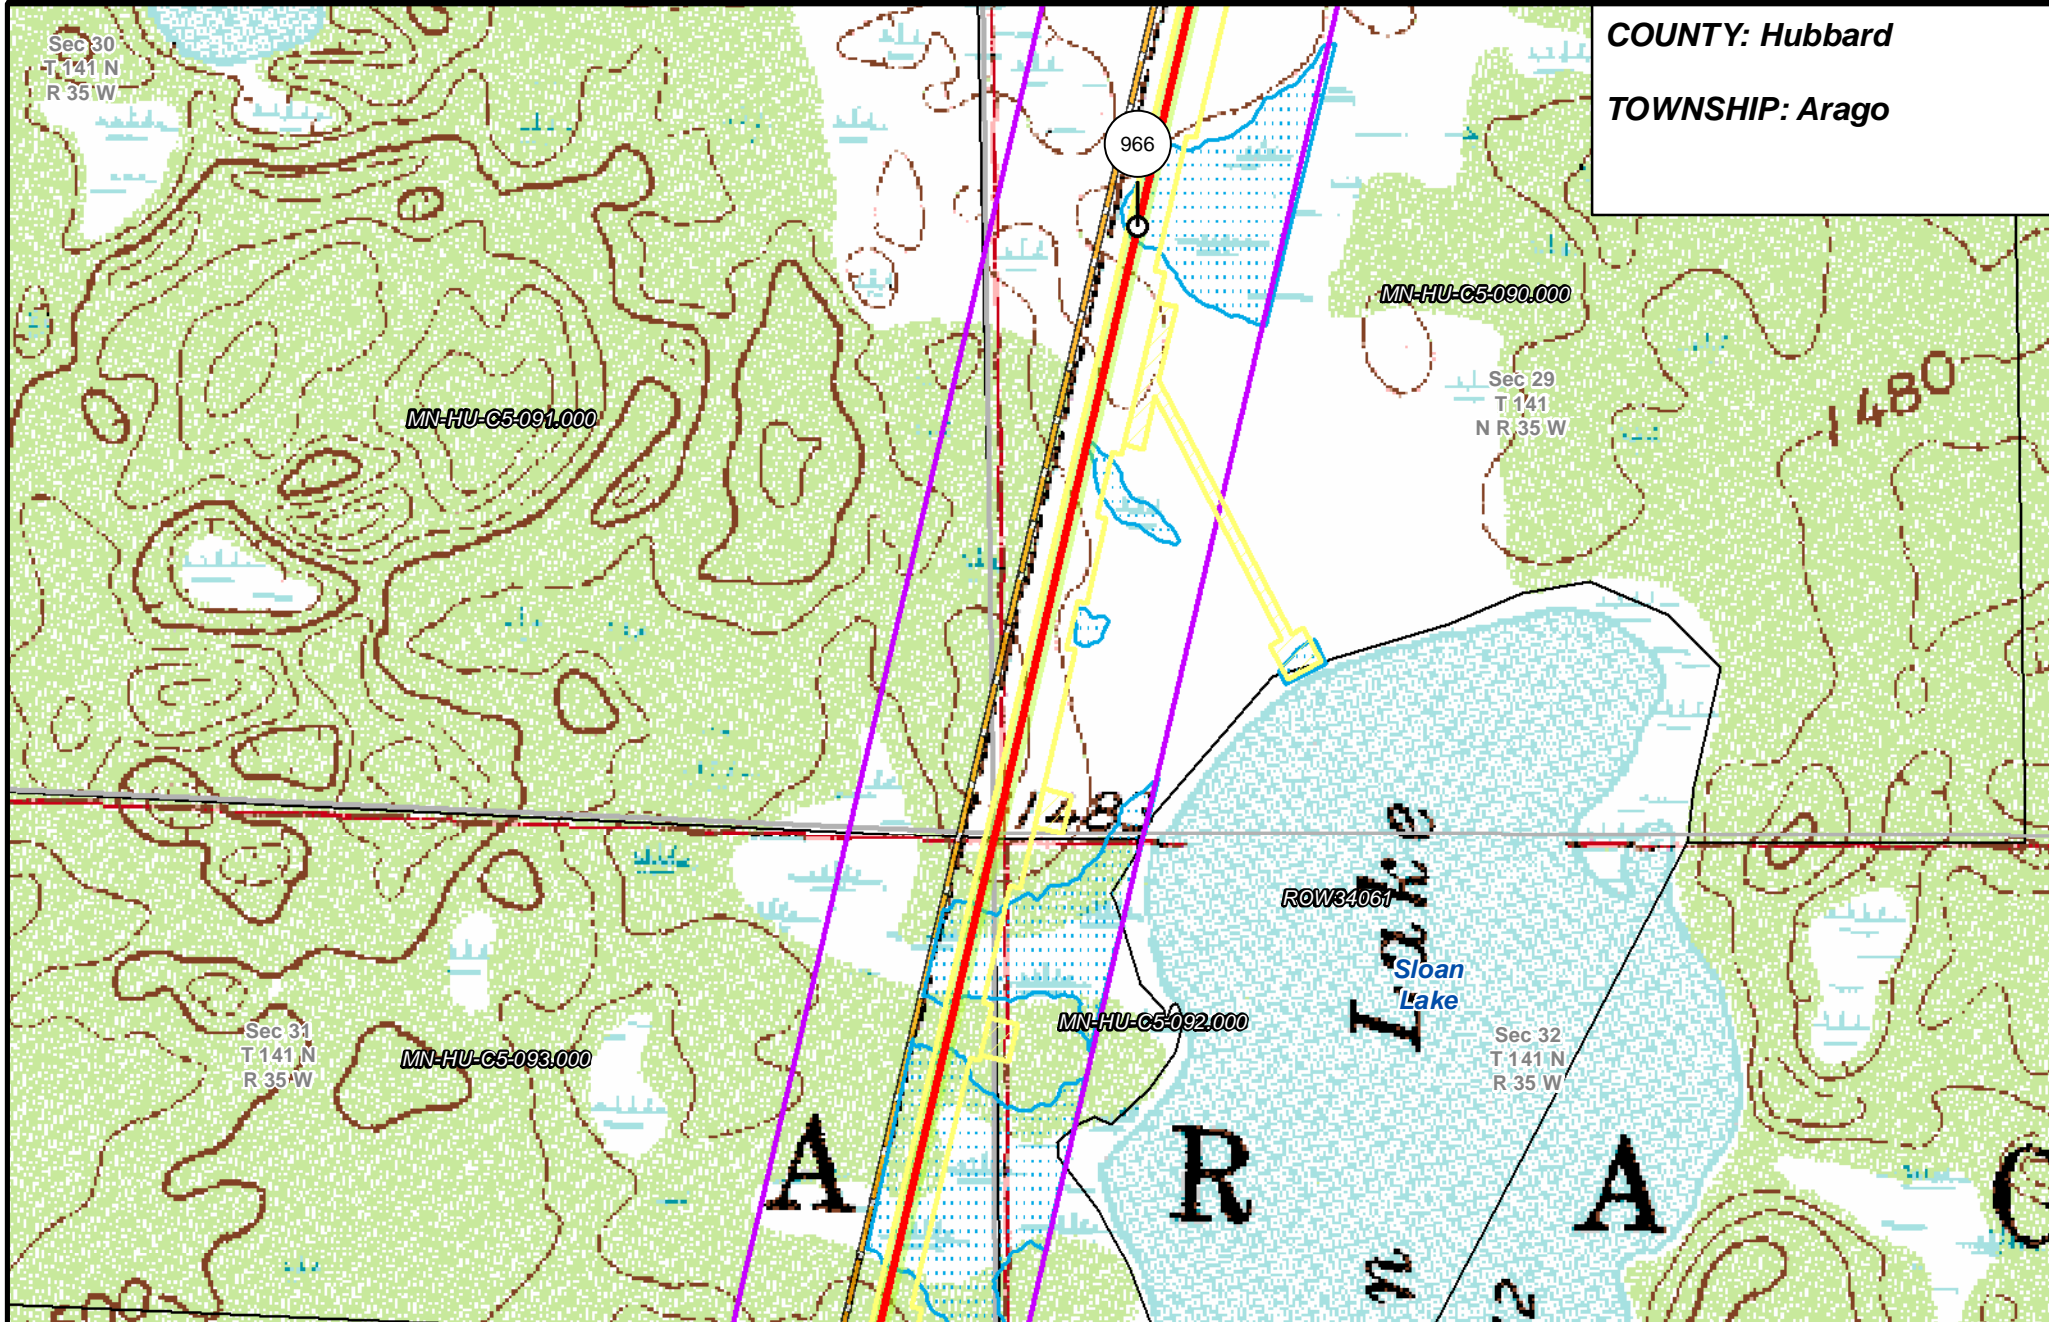 COUNTY: Hubbard
TOWNSHIP: Arago
Sec 30
T 141 N
R 35 W
966
MN-HU-C5-090.000
Sec 29
T 141
N R 35 W
1480
MN-HU-C5-091.000
ROW34061
Lake
Sloan
Lake
MN-HU-C5-092.000
Sec 31
T 141 N
R 35 W
MN-HU-C5-093.000
Sec 32
T 141 N
R 35 W
A R A
n